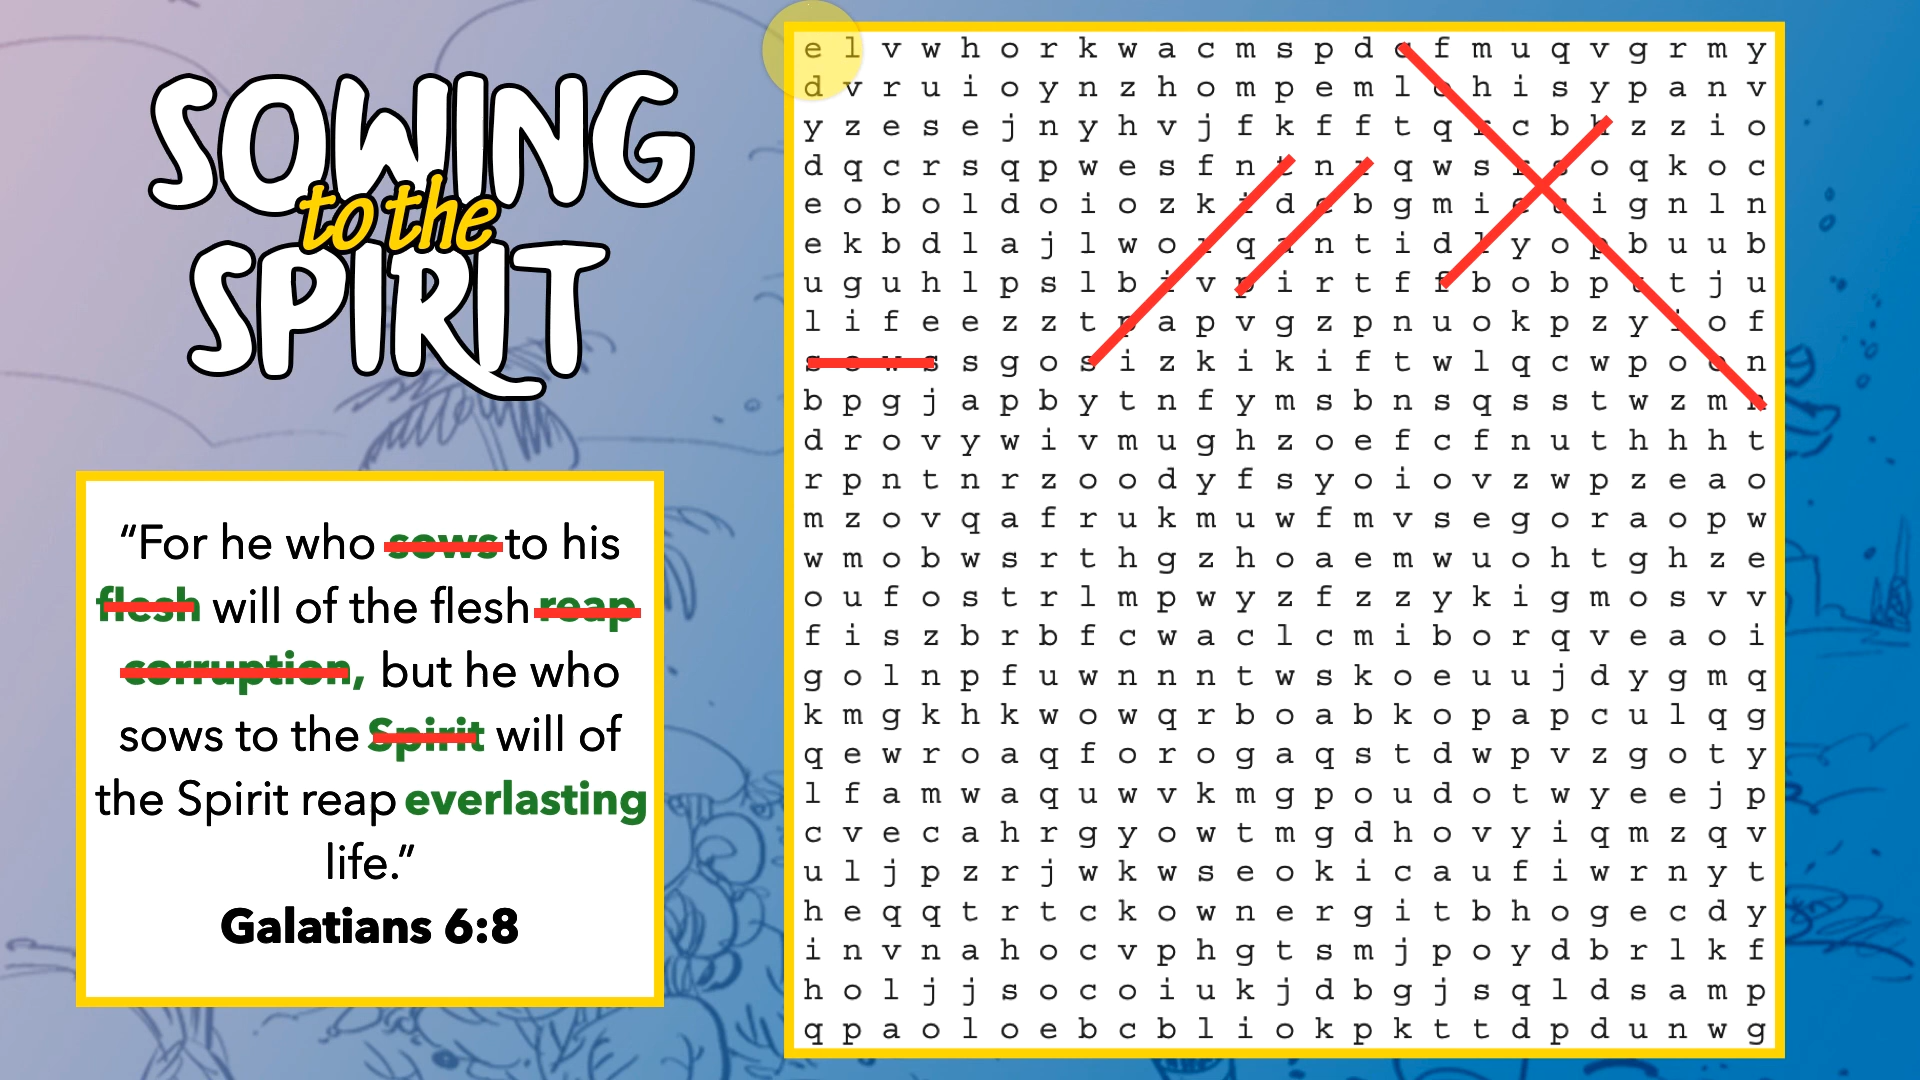 SOWING
to the
SPIRIT
“For he who sows to his
flesh will of the flesh reap
corruption, but he who
sows to the Spirit will of
the Spirit reap everlasting
life.”
Galatians 6:8
e l v w h o r k w a c m s p d c f m u q v g r m y
d v r u i o y n z h o m p e m l o h i s y p a n v
y z e s e j n y h v j f k f f t q r c b h z z i o
d q c r s q p w e s f n t n r q w s r s o q k o c
e o b o l d o i o z k i d e b g m i e u i g n l n
e k b d l a j l w o r q a n t i d l y o p b u u b
u g u h l p s l b i v p i r t f f b o b p t t j u
l i f e e z z t p a p v g z p n u o k p z y i o f
s o w s s g o s i z k i k i f t w l q c w p o o n
b p g j a p b y t n f y m s b n s q s s t w z m n
d r o v y w i v m u g h z o e f c f n u t h h h t
r p n t n r z o o d y f s y o i o v z w p z e a o
m z o v q a f r u k m u w f m v s e g o r a o p w
w m o b w s r t h g z h o a e m w u o h t g h z e
o u f o s t r l m p w y z f z z y k i g m o s v v
f i s z b r b f c w a c l c m i b o r q v e a o i
g o l n p f u w n n n t w s k o e u u j d y g m q
k m g k h k w o w q r b o a b k o p a p c u l q g
q e w r o a q f o r o g a q s t d w p v z g o t y
l f a m w a q u w v k m g p o u d o t w y e e j p
c v e c a h r g y o w t m g d h o v y i q m z q v
u l j p z r j w k w s e o k i c a u f i w r n y t
h e q q t r t c k o w n e r g i t b h o g e c d y
i n v n a h o c v p h g t s m j p o y d b r l k f
h o l j j s o c o i u k j d b g j s q l d s a m p
q p a o l o e b c b l i o k p k t t d p d u n w g